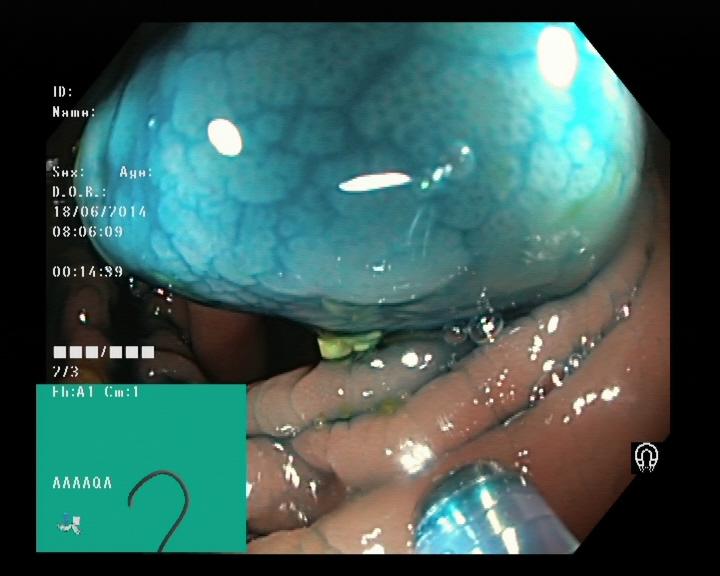 ID:
Name:
Sex: Age:
D.O.B.:
18/06/2014
08:06:09
00:14:39
■■■/■■■
2/3
Eh:A1 Cm:1
AAAAQA